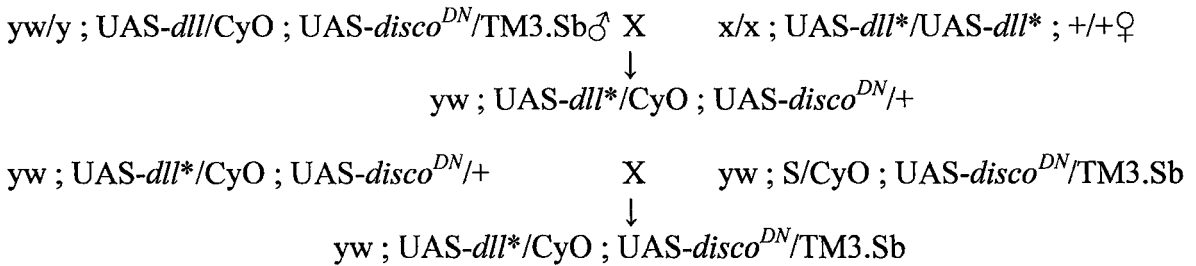 yw/y ; UAS-dll/CyO ; UAS-disco^DN/TM3.Sb♂ X x/x ; UAS-dll*/UAS-dll* ; +/+♀
↓
yw ; UAS-dll*/CyO ; UAS-disco^DN/+
yw ; UAS-dll*/CyO ; UAS-disco^DN/+ X yw ; S/CyO ; UAS-disco^DN/TM3.Sb
↓
yw ; UAS-dll*/CyO ; UAS-disco^DN/TM3.Sb